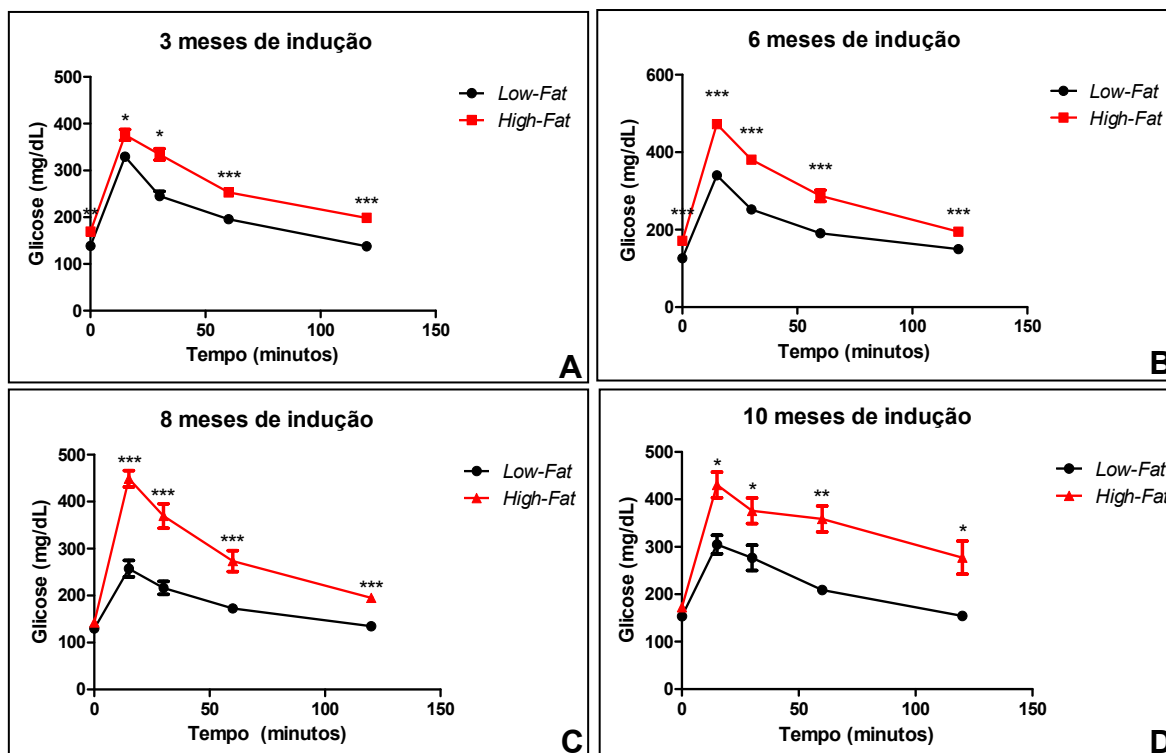 3 meses de indução
500
400
300
200
100
0
Glicose (mg/dL)
**
*
*
***
***
0
50
100
150
Tempo (minutos)
Low-Fat
High-Fat
A
6 meses de indução
600
400
200
0
Glicose (mg/dL)
***
***
***
***
***
0
50
100
150
Tempo (minutos)
Low-Fat
High-Fat
B
8 meses de indução
500
400
300
200
100
0
Glicose (mg/dL)
***
***
***
***
0
50
100
150
Tempo (minutos)
Low-Fat
High-Fat
C
10 meses de indução
500
400
300
200
100
0
Glicose (mg/dL)
*
*
**
*
0
50
100
150
Tempo (minutos)
Low-Fat
High-Fat
D